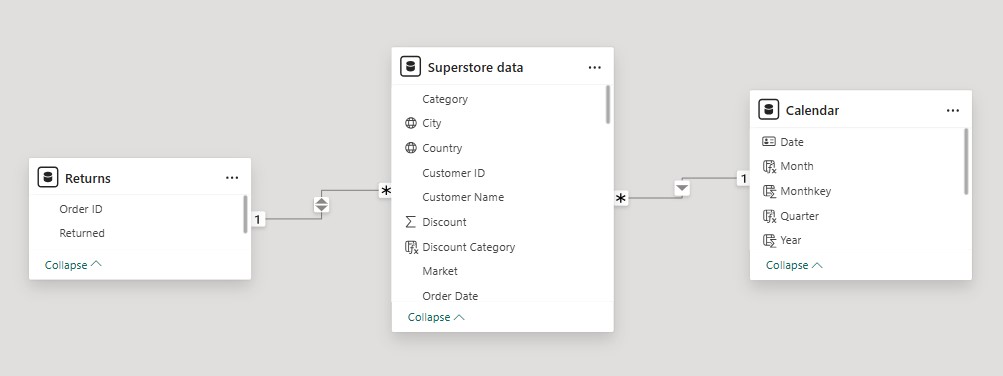 Returns
Order ID
Returned
Collapse
1
*
Superstore data
Category
City
Country
Customer ID
Customer Name
Discount
Discount Category
Market
Order Date
Collapse
*
1
Calendar
Date
Month
Monthkey
Quarter
Year
Collapse